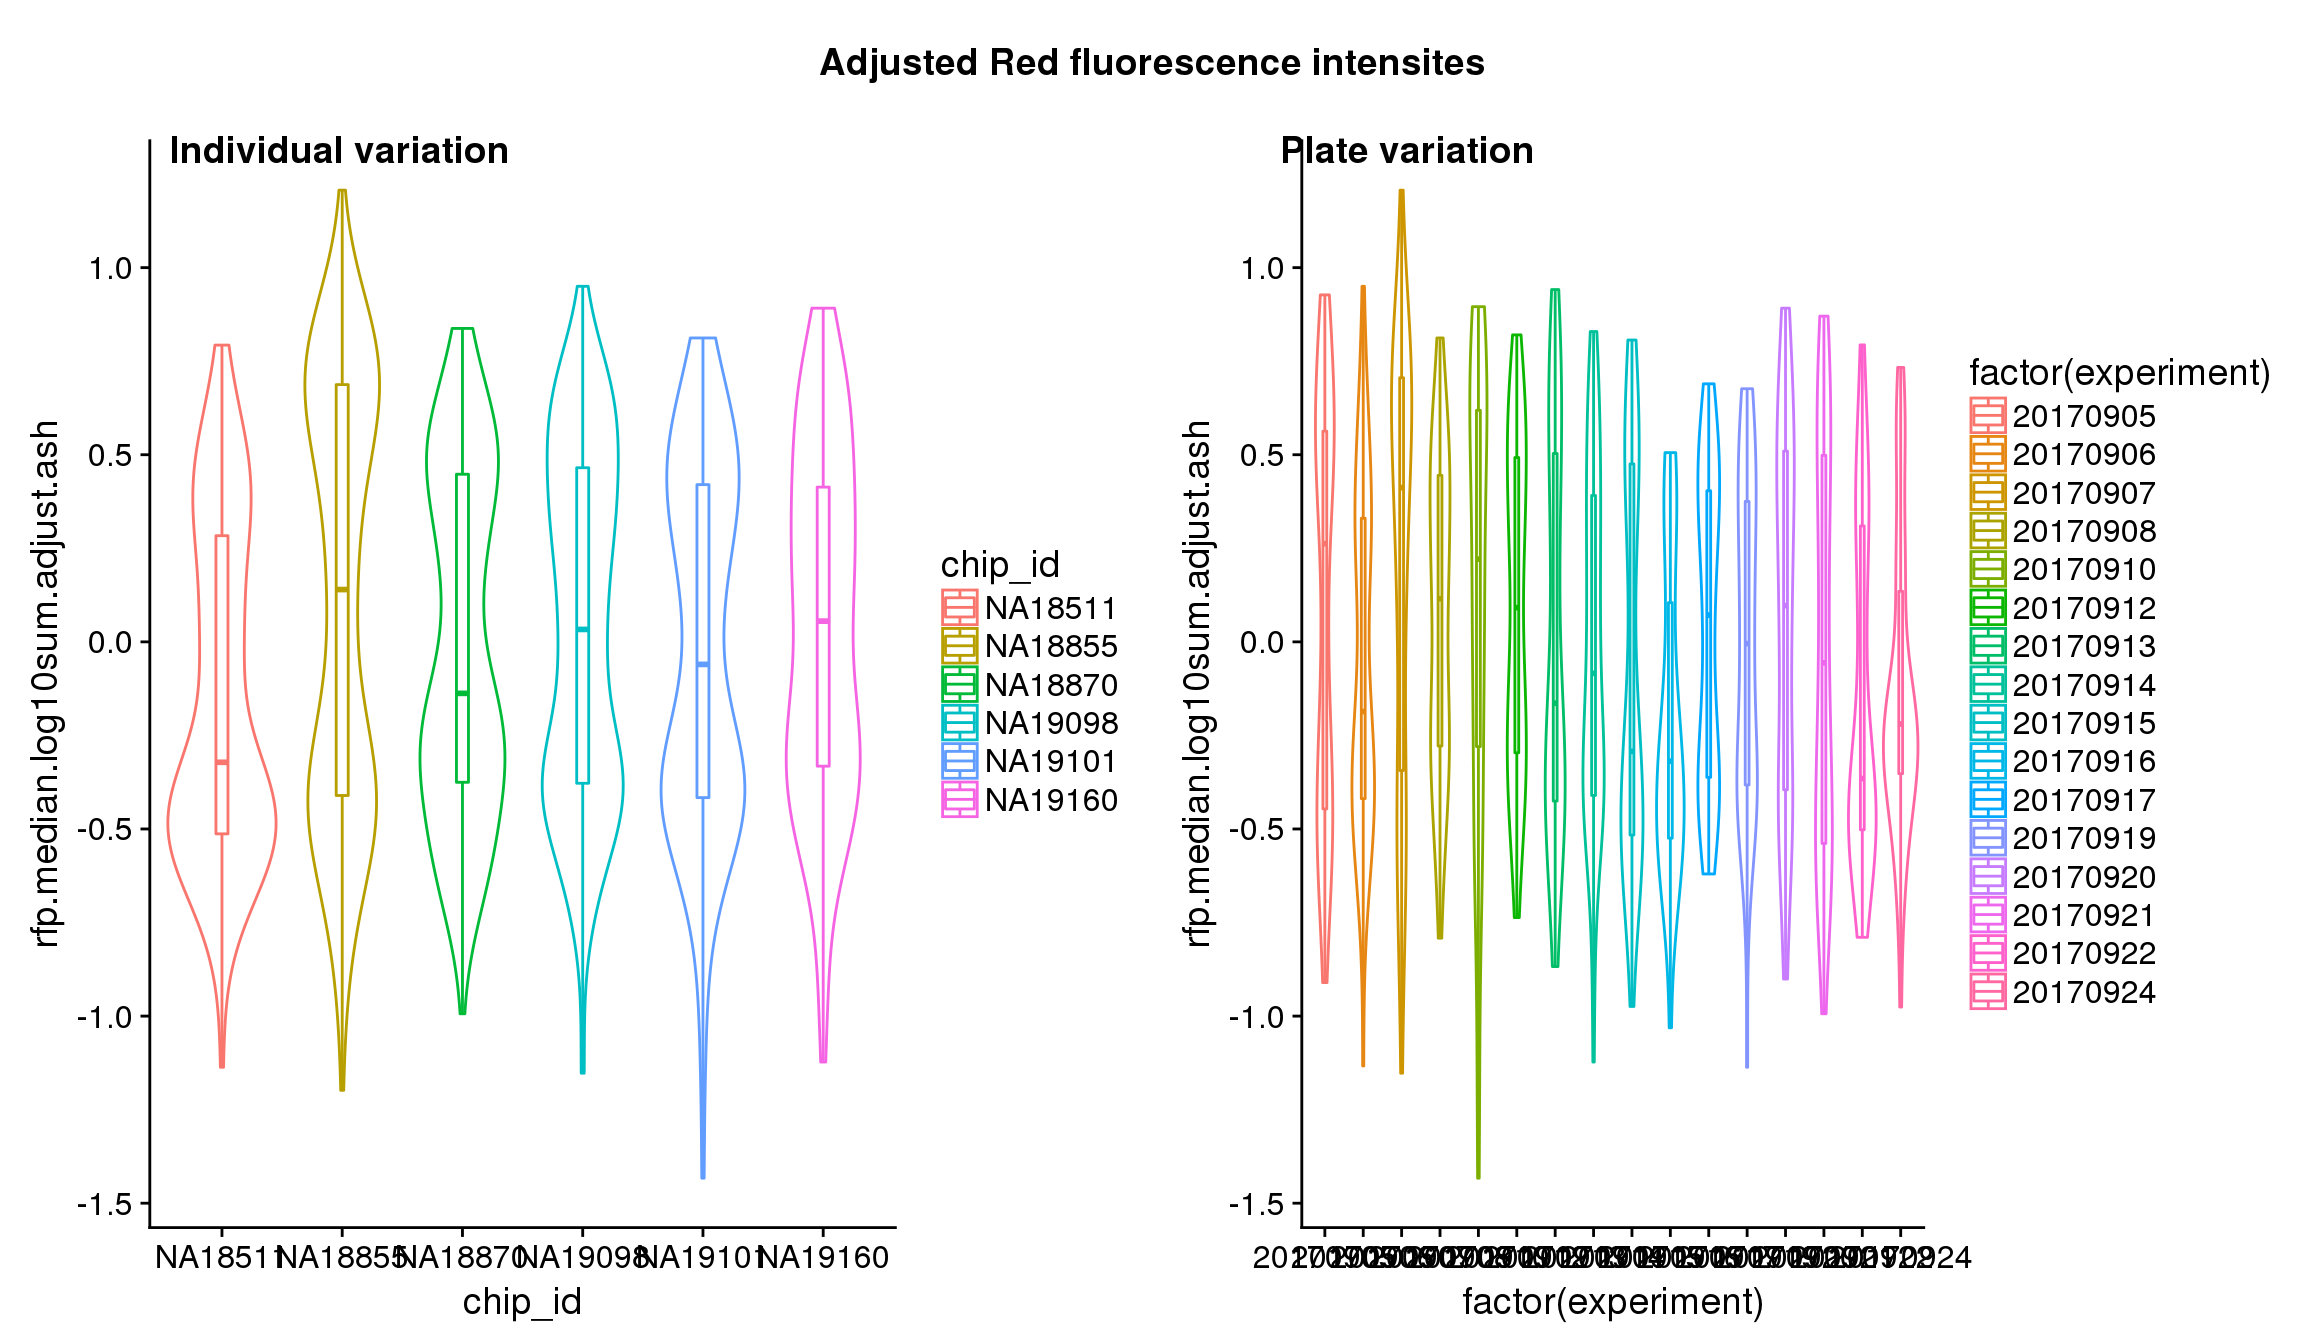 Adjusted Red fluorescence intensites
Individual variation
rfp.median.log10sum.adjust.ash
1.0
0.5
0.0
-0.5
-1.0
-1.5
NA18511
NA18855
NA18870
NA19098
NA19101
NA19160
chip_id
chip_id
NA18511
NA18855
NA18870
NA19098
NA19101
NA19160
Plate variation
rfp.median.log10sum.adjust.ash
1.0
0.5
0.0
-0.5
-1.0
-1.5
factor(experiment)
factor(experiment)
20170905
20170906
20170907
20170908
20170910
20170912
20170913
20170914
20170915
20170916
20170917
20170919
20170920
20170921
20170922
20170924